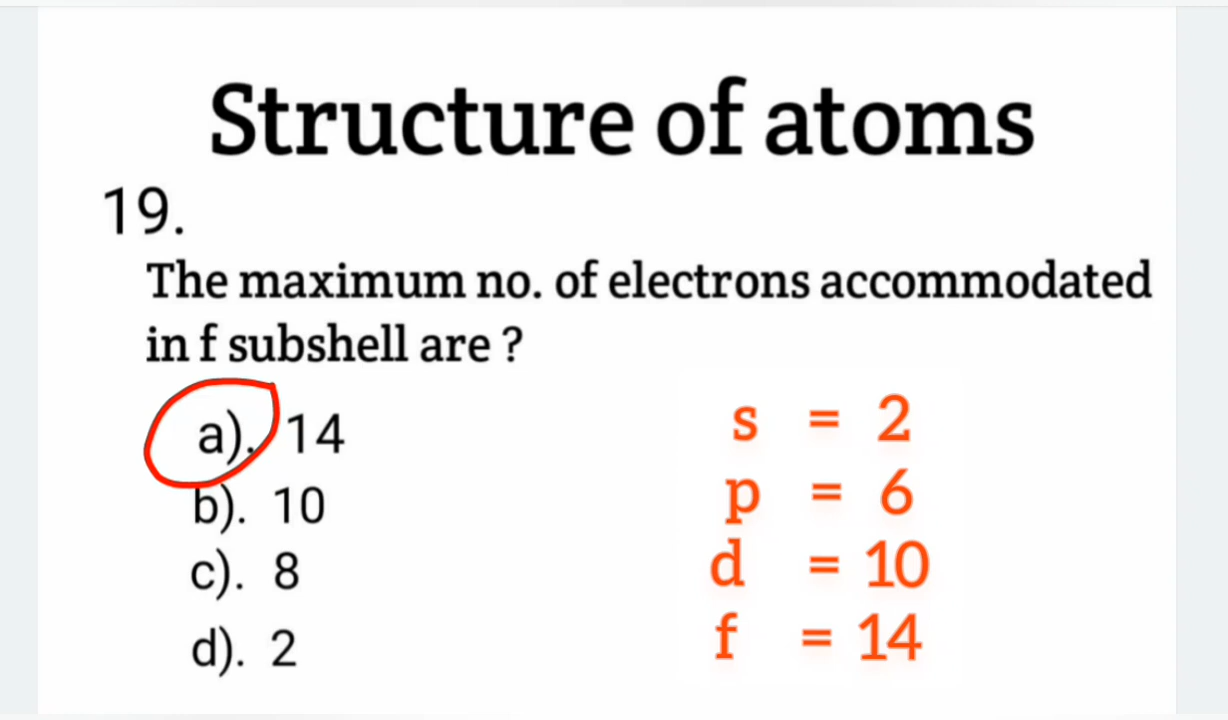 Structure of atoms
19.
The maximum no. of electrons accommodated
in f subshell are ?
a). 14
b). 10
c). 8
d). 2
s = 2
p = 6
d = 10
f = 14